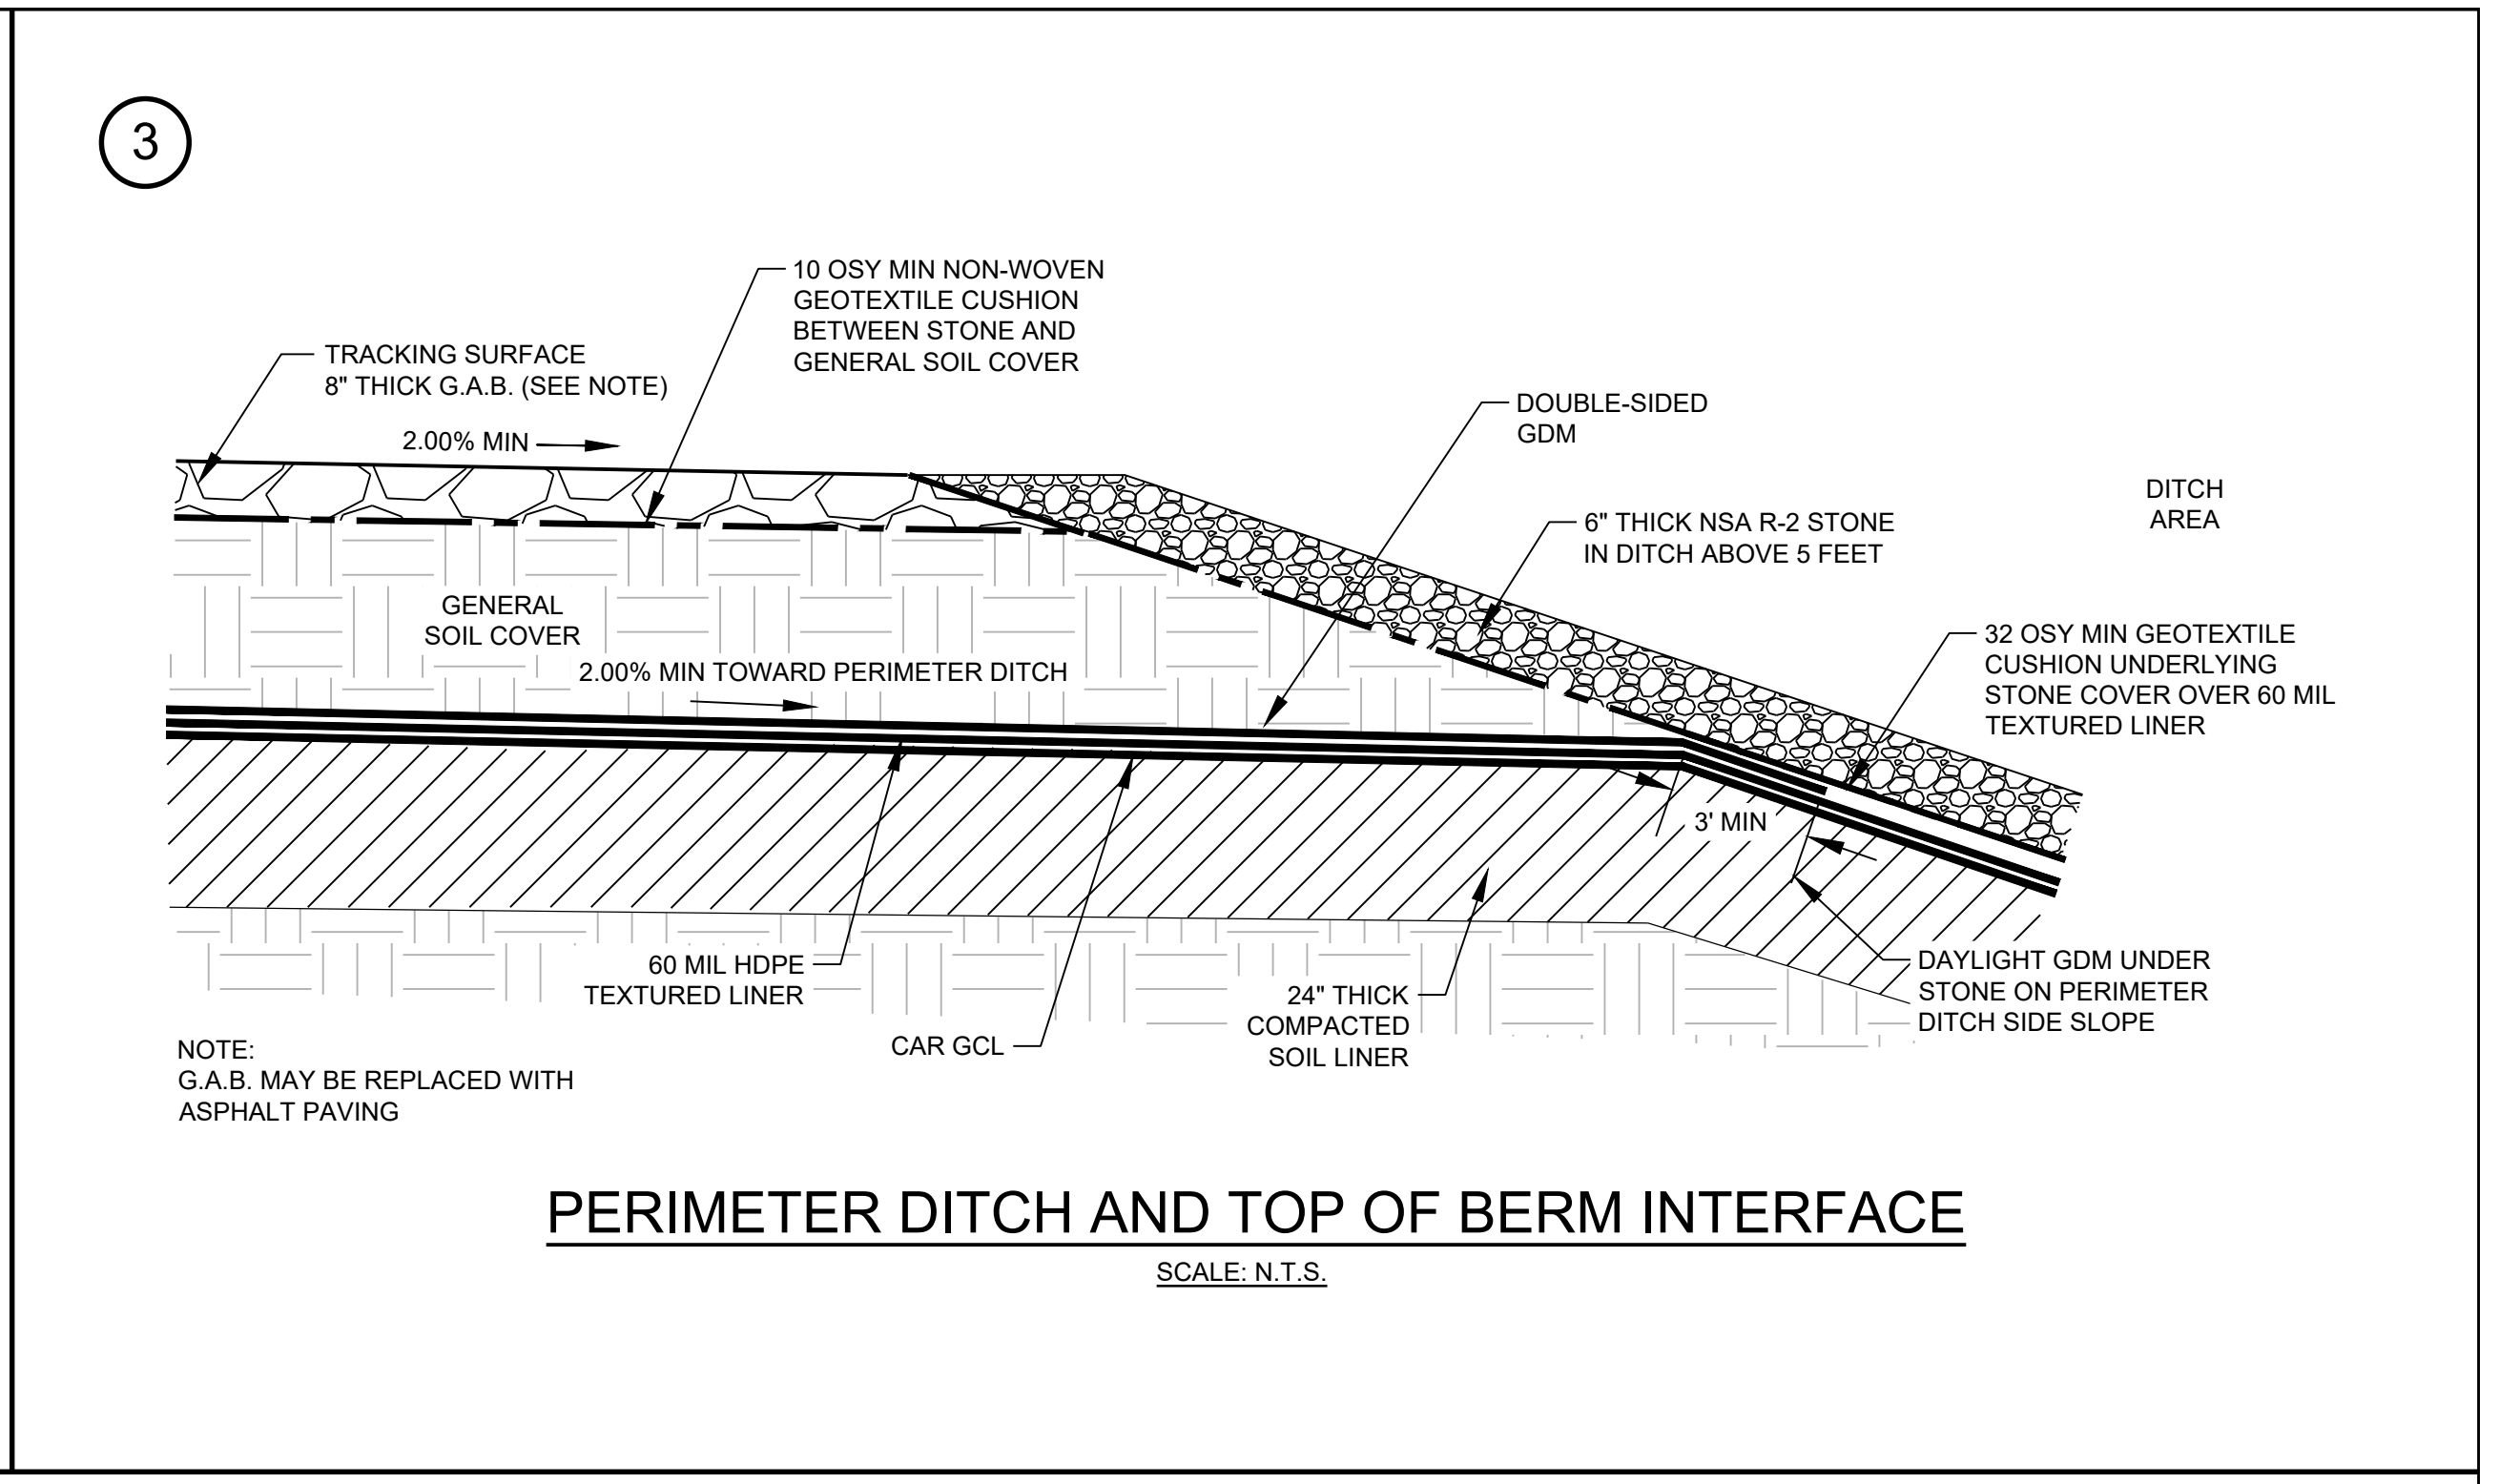 3
10 OSY MIN NON-WOVEN
GEOTEXTILE CUSHION
BETWEEN STONE AND
GENERAL SOIL COVER
TRACKING SURFACE
8" THICK G.A.B. (SEE NOTE)
2.00% MIN
DOUBLE-SIDED
GDM
DITCH
AREA
6" THICK NSA R-2 STONE
IN DITCH ABOVE 5 FEET
GENERAL
SOIL COVER
2.00% MIN TOWARD PERIMETER DITCH
32 OSY MIN GEOTEXTILE
CUSHION UNDERLYING
STONE COVER OVER 60 MIL
TEXTURED LINER
3' MIN
60 MIL HDPE
TEXTURED LINER
CAR GCL
24" THICK
COMPACTED
SOIL LINER
DAYLIGHT GDM UNDER
STONE ON PERIMETER
DITCH SIDE SLOPE
NOTE:
G.A.B. MAY BE REPLACED WITH
ASPHALT PAVING
PERIMETER DITCH AND TOP OF BERM INTERFACE
SCALE: N.T.S.